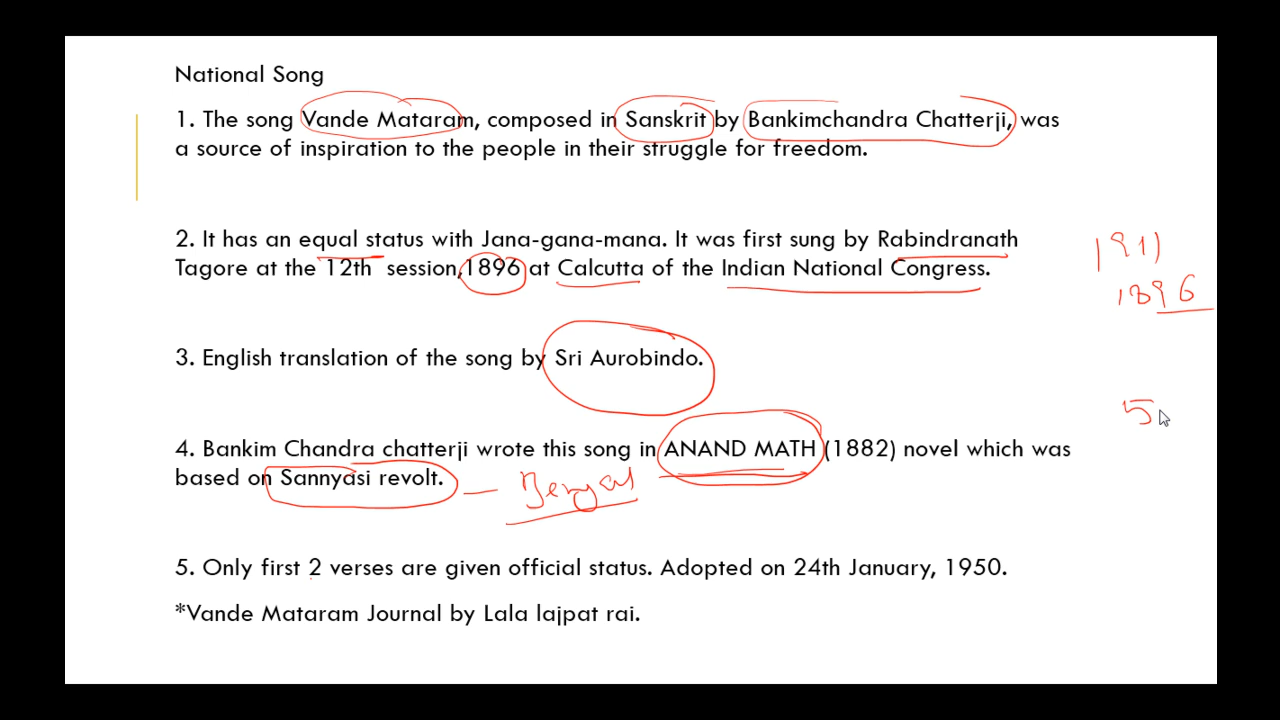 National Song
1. The song Vande Mataram, composed in Sanskrit by Bankimchandra Chatterji, was
a source of inspiration to the people in their struggle for freedom.
2. It has an equal status with Jana-gana-mana. It was first sung by Rabindranath
Tagore at the 12th session,1896 at Calcutta of the Indian National Congress.
1911
1896
3. English translation of the song by Sri Aurobindo.
5
4. Bankim Chandra chatterji wrote this song in ANAND MATH (1882) novel which was
based on Sannyasi revolt. — Bengal
5. Only first 2 verses are given official status. Adopted on 24th January, 1950.
*Vande Mataram Journal by Lala lajpat rai.